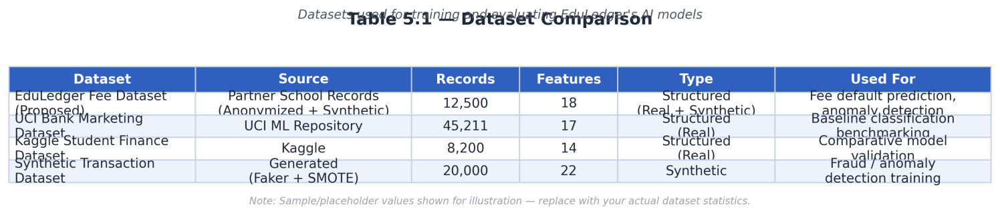 Datasets used for training and evaluating EduLedger's AI models
Table 5.1 — Dataset Comparison
Dataset Source Records Features Type Used For
EduLedger Fee Dataset
(Proposed)
Partner School Records
(Anonymized + Synthetic)
12,500
18
Structured
(Real + Synthetic)
Fee default prediction,
anomaly detection
UCI Bank Marketing
Dataset
UCI ML Repository
45,211
17
Structured
(Real)
Baseline classification
benchmarking
Kaggle Student Finance
Dataset
Kaggle
8,200
14
Structured
(Real)
Comparative model
validation
Synthetic Transaction
Dataset
Generated
(Faker + SMOTE)
20,000
22
Synthetic
Fraud / anomaly
detection training
Note: Sample/placeholder values shown for illustration — replace with your actual dataset statistics.